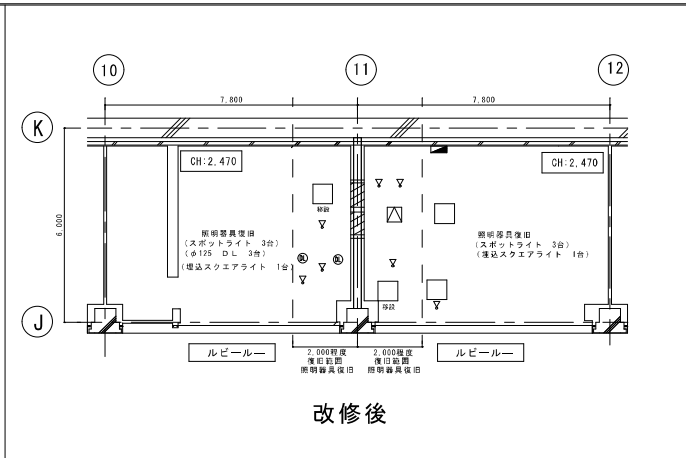 10
11
12
7,800
7,800
K
CH:2,470
CH:2,470
6,000
移設
照明器具復旧
(スポットライト 3台)
(φ125 DL 3台)
(埋込スクエアライト 1台)
DL
DL
照明器具復旧
(スポットライト 3台)
(埋込スクエアライト 1台)
移設
J
ルビールー
2,000程度
復旧範囲
照明器具復旧
2,000程度
復旧範囲
照明器具復旧
ルビールー
改修後